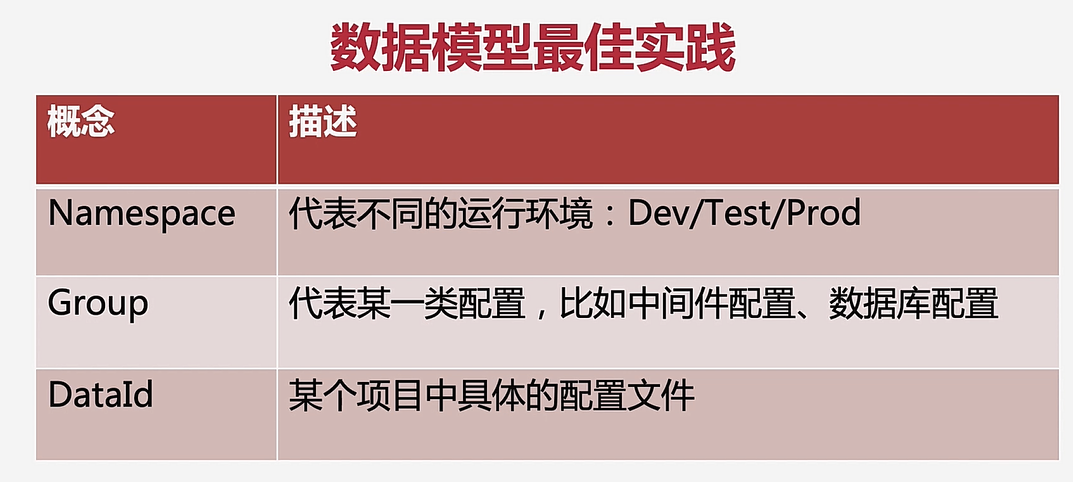 数据模型最佳实践
概念 描述
Namespace 代表不同的运行环境：Dev/Test/Prod
Group 代表某一类配置，比如中间件配置、数据库配置
DataId 某个项目中具体的配置文件